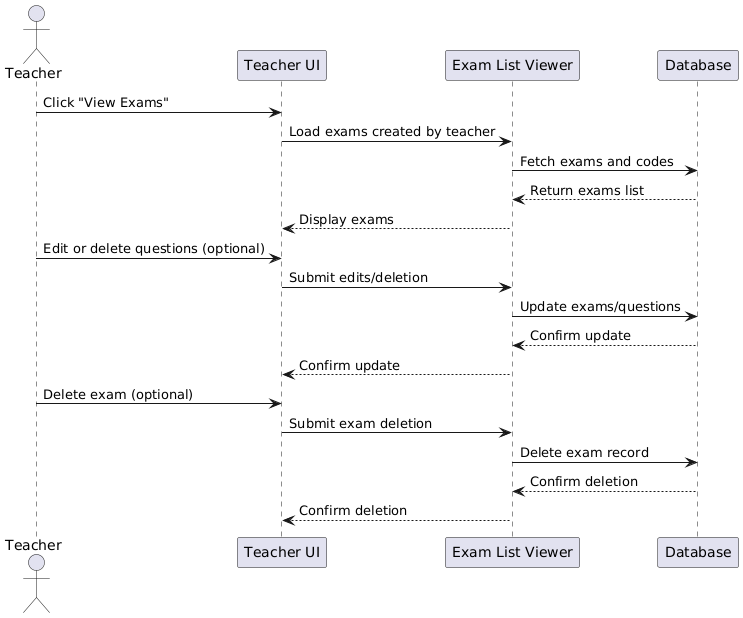 Teacher
Teacher UI
Exam List Viewer
Database
Click "View Exams"
Load exams created by teacher
Fetch exams and codes
Return exams list
Display exams
Edit or delete questions (optional)
Submit edits/deletion
Update exams/questions
Confirm update
Confirm update
Delete exam (optional)
Submit exam deletion
Delete exam record
Confirm deletion
Confirm deletion
Teacher
Teacher UI
Exam List Viewer
Database